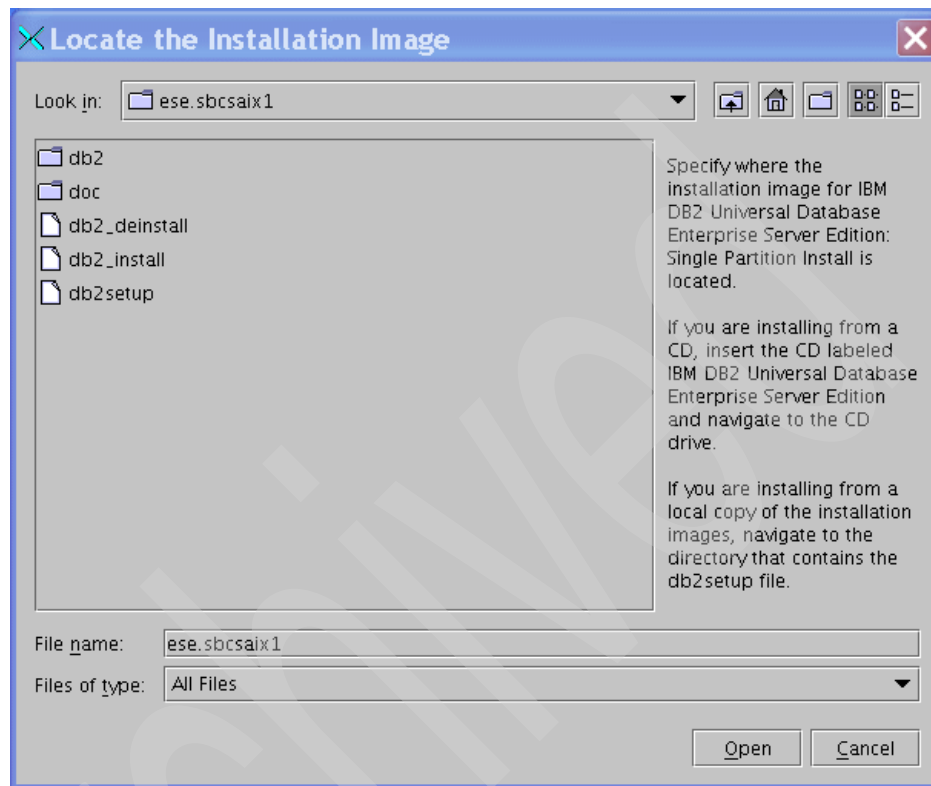 Locate the Installation Image
Look in: ese.sbcsaix1
db2
doc
db2_deinstall
db2_install
db2setup
Specify where the
installation image for IBM
DB2 Universal Database
Enterprise Server Edition:
Single Partition Install is
located.
If you are installing from a
CD, insert the CD labeled
IBM DB2 Universal Database
Enterprise Server Edition
and navigate to the CD
drive.
If you are installing from a
local copy of the installation
images, navigate to the
directory that contains the
db2setup file.
File name: ese.sbcsaix1
Files of type: All Files
Open Cancel